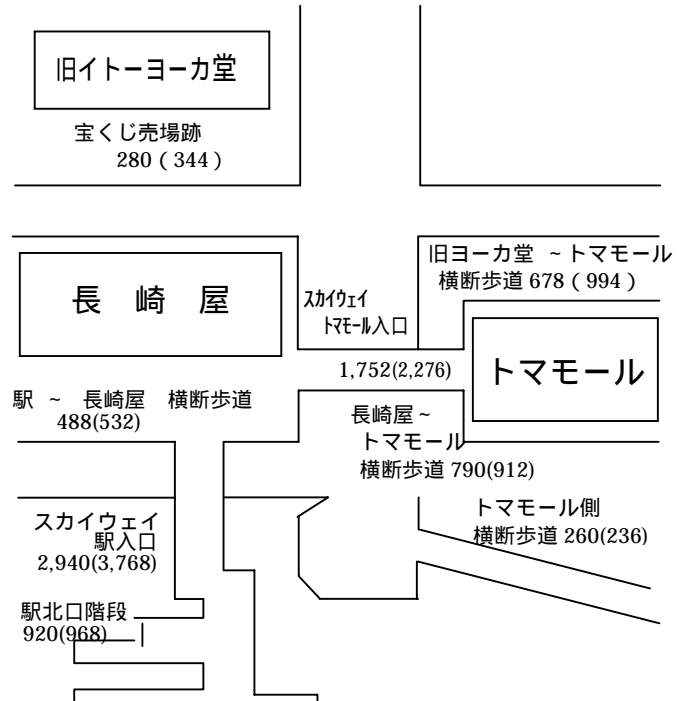 旧イトーヨーカ堂
宝くじ売場跡
280 ( 344 )
旧ヨーカ堂 ~トマモール
横断歩道 678 ( 994 )
長 崎 屋
ｽｶｲｳｪｲ
ﾄﾏﾓｰﾙ入口
1,752(2,276)
トマモール
駅 ~ 長崎屋 横断歩道
488(532)
長崎屋~
トマモール
横断歩道 790(912)
スカイウェイ
駅入口
2,940(3,768)
トマモール側
横断歩道 260(236)
駅北口階段
920(968)